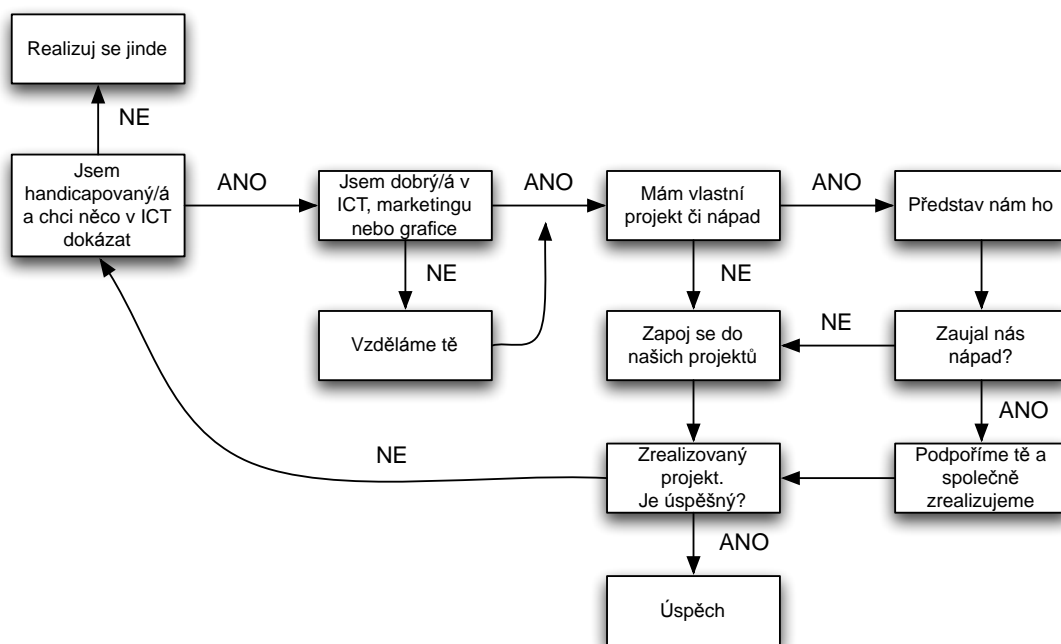 Realizuj se jinde
NE
Jsem
handicapovaný/á
a chci něco v ICT
dokázat
ANO
Jsem dobrý/á v
ICT, marketingu
nebo grafice
ANO
Mám vlastní
projekt či nápad
ANO
Představ nám ho
NE
NE
Vzděláme tě
Zapoj se do
našich projektů
NE
Zaujal nás
nápad?
ANO
NE
Zrealizovaný
projekt.
Je úspěšný?
Podpoříme tě a
společně
zrealizujeme
ANO
Úspěch